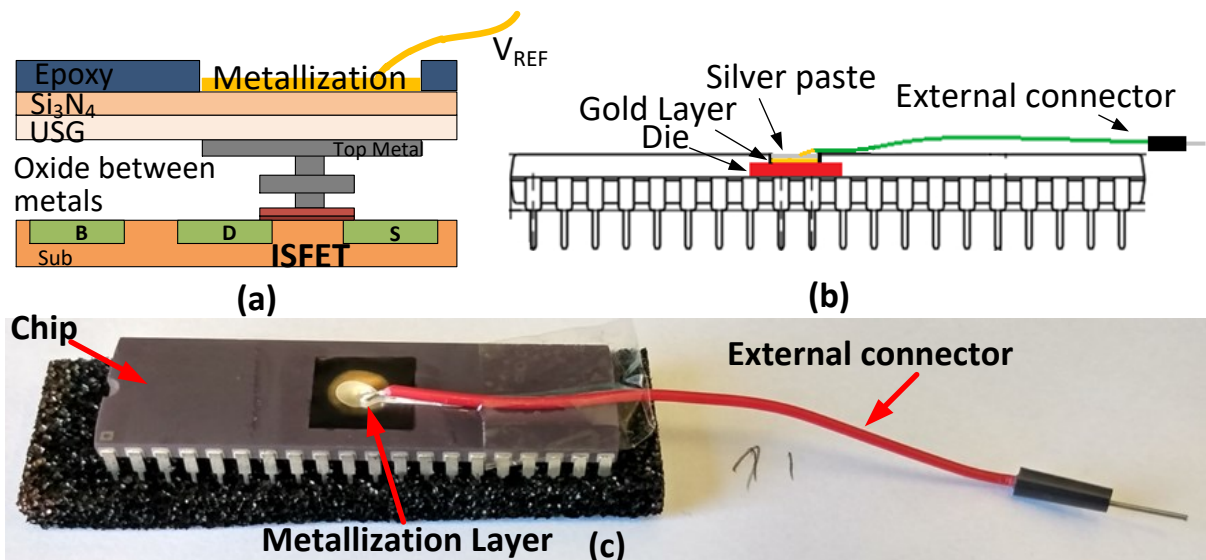 V_REF
Epoxy
Metallization
Si₃N₄
USG
Top Metal
Oxide between
metals
B
D
S
Sub
ISFET
(a)
Silver paste
External connector
Gold Layer
Die
(b)
Chip
External connector
Metallization Layer
(c)